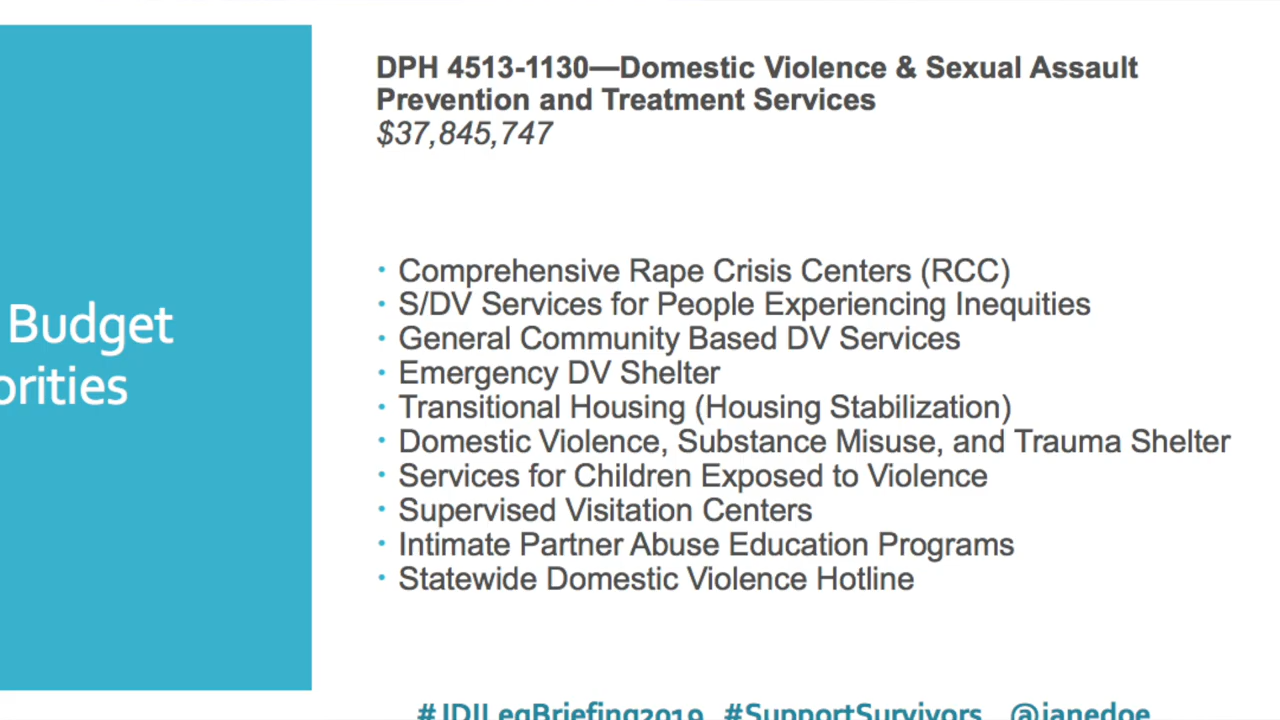 DPH 4513-1130—Domestic Violence & Sexual Assault
Prevention and Treatment Services
$37,845,747
Budget
orities
• Comprehensive Rape Crisis Centers (RCC)
• S/DV Services for People Experiencing Inequities
• General Community Based DV Services
• Emergency DV Shelter
• Transitional Housing (Housing Stabilization)
• Domestic Violence, Substance Misuse, and Trauma Shelter
• Services for Children Exposed to Violence
• Supervised Visitation Centers
• Intimate Partner Abuse Education Programs
• Statewide Domestic Violence Hotline
#JDILegBriefing2019 #SupportSurvivors @janedoe